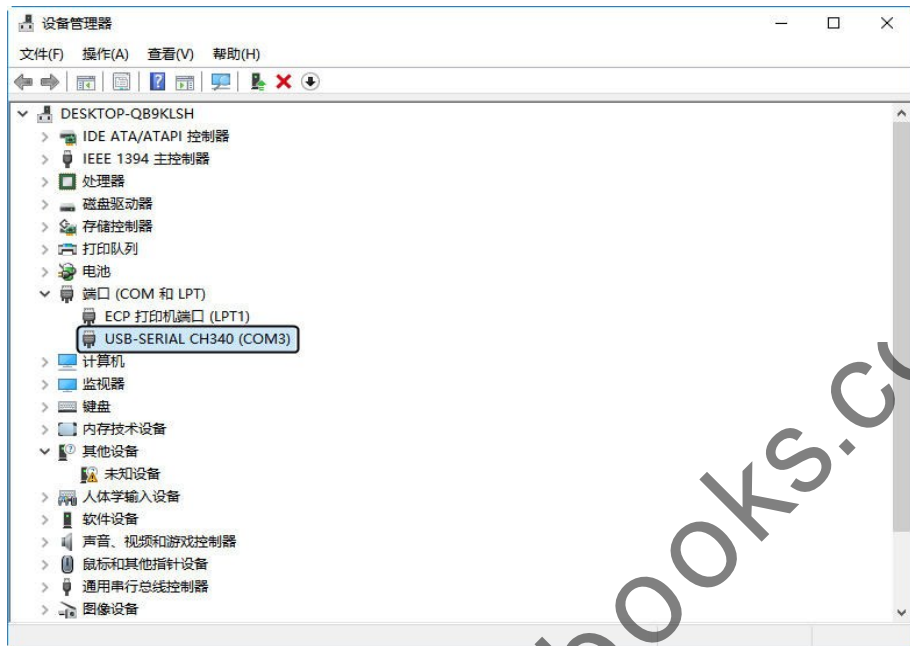 设备管理器
文件(F) 操作(A) 查看(V) 帮助(H)
DESKTOP-QB9KLSH
IDE ATA/ATAPI 控制器
IEEE 1394 主控制器
处理器
磁盘驱动器
存储控制器
打印队列
电池
端口 (COM 和 LPT)
ECP 打印机端口 (LPT1)
USB-SERIAL CH340 (COM3)
计算机
监视器
键盘
内存技术设备
其他设备
未知设备
人体学输入设备
软件设备
声音、视频和游戏控制器
鼠标和其他指针设备
通用串行总线控制器
图像设备
ooks.co